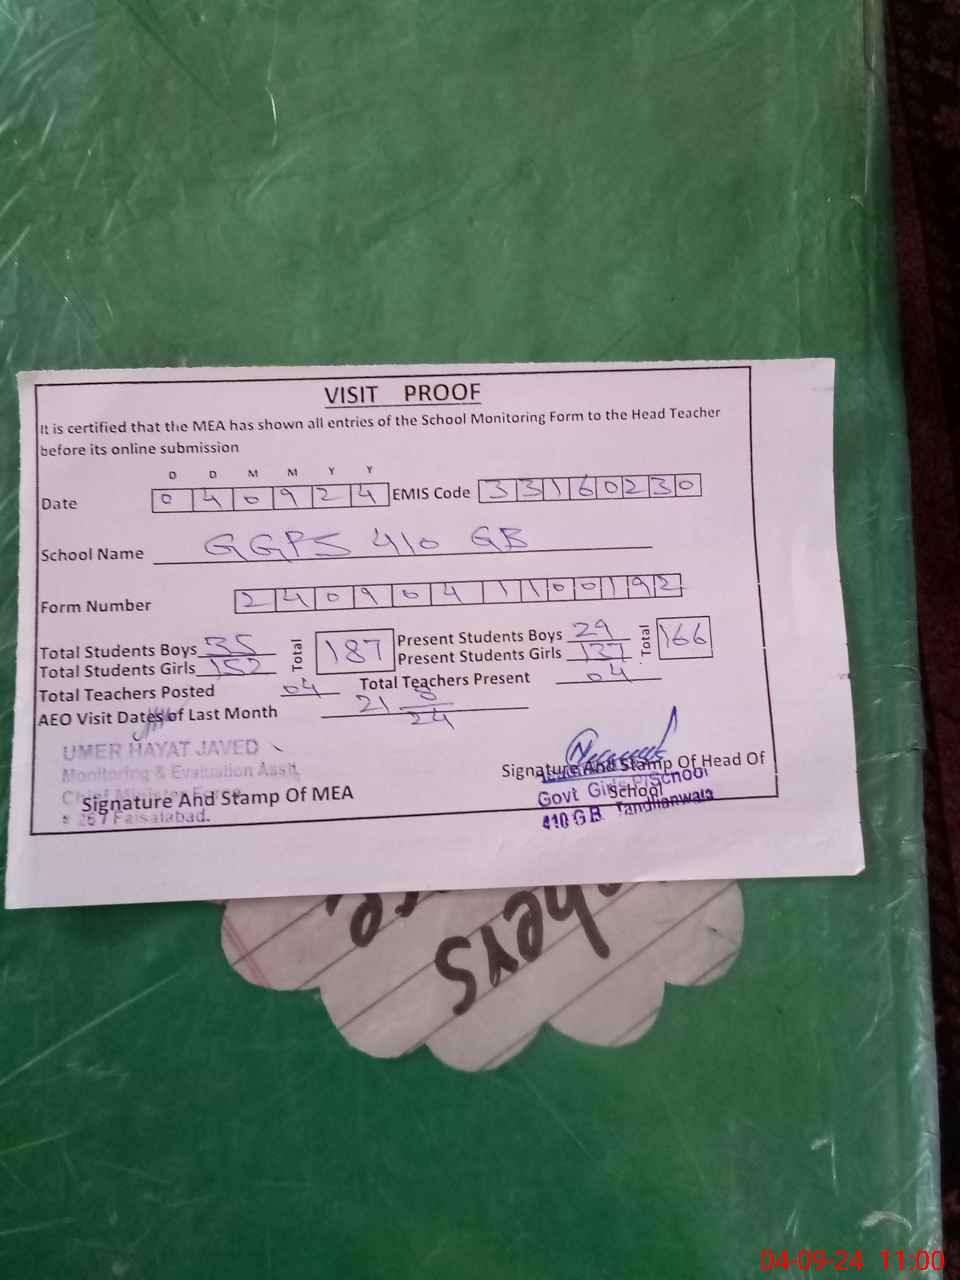 VISIT PROOF
It is certified that the MEA has shown all entries of the School Monitoring Form to the Head Teacher
before its online submission
D D M M Y Y
Date 0 4 0 9 2 4 EMIS Code 3 3 1 6 0 2 3 0
School Name GGPS 410 GB
Form Number 2 4 0 9 0 4 1 1 0 0 1 9 2
Total Students Boys 35 Total 187 Present Students Boys 29 Total 166
Total Students Girls 152 Present Students Girls 137
Total Teachers Posted 04 Total Teachers Present 04
AEO Visit Dates of Last Month 21 8 24
UMER HAYAT JAVED
Monitoring & Evaluation Asstt.
Chief Minister
Signature And Stamp Of MEA
Faisalabad.
Signature And Stamp Of Head Of
School
Govt Girls P/School
410 GB Tandlianwala
04-09-24 11:00